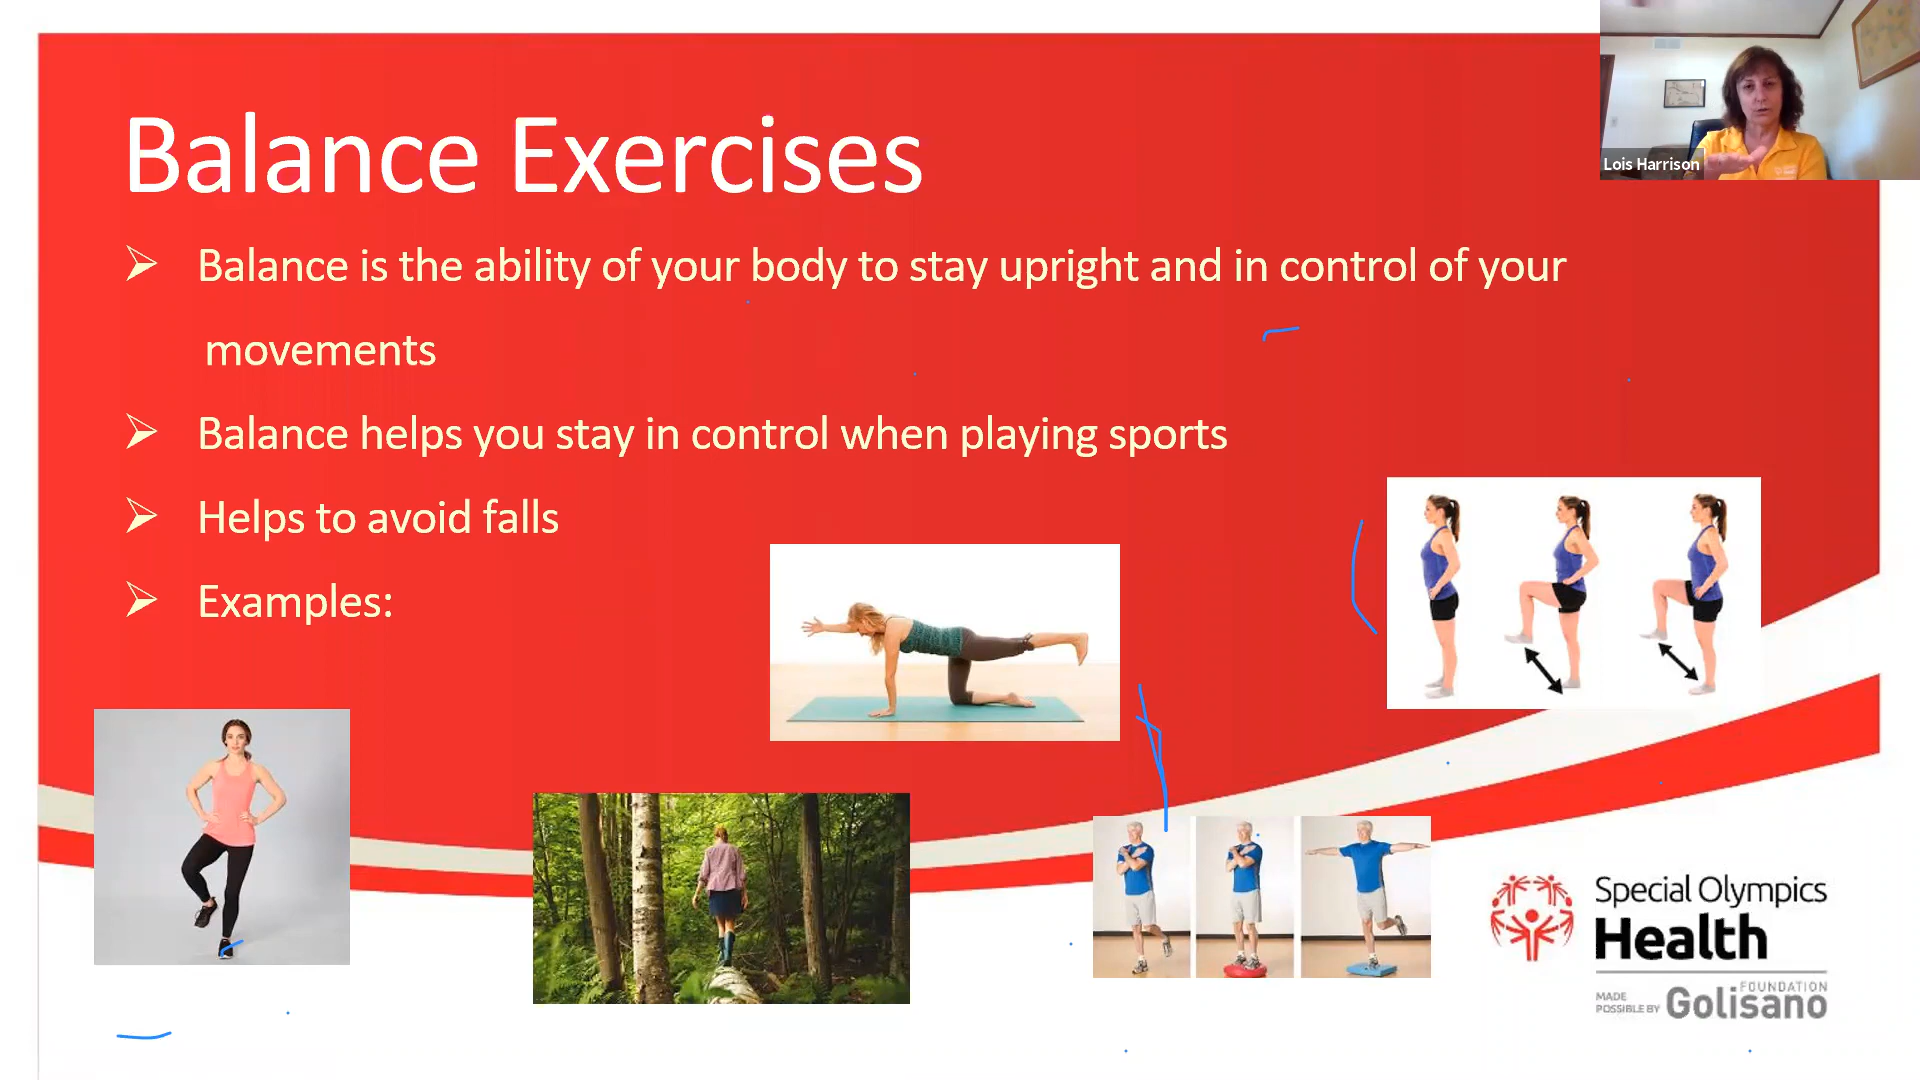 Lois Harrison
Balance Exercises
Balance is the ability of your body to stay upright and in control of your
movements
Balance helps you stay in control when playing sports
Helps to avoid falls
Examples:
Special Olympics
Health
MADE
POSSIBLE BY
FOUNDATION
Golisano